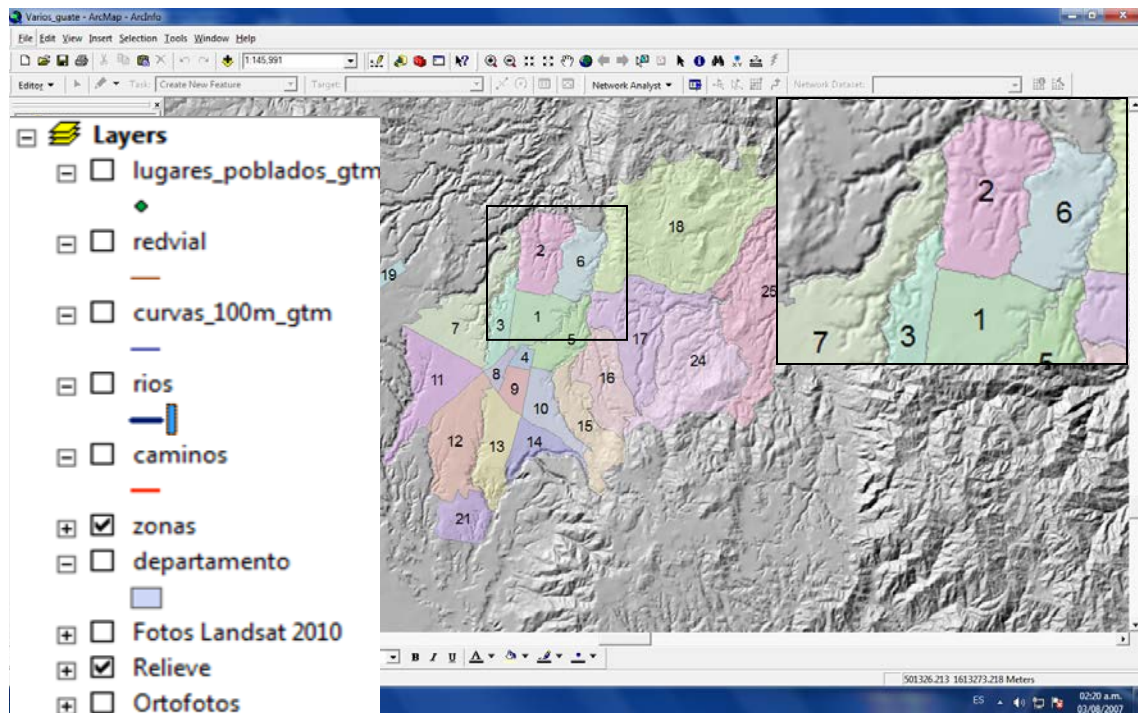 Varios_guate - ArcMap - ArcInfo
File Edit View Insert Selection Tools Window Help
1:145,991
Editor Task: Create New Feature Target: Network Analyst Network Dataset:
Layers
lugares_poblados_gtm
redvial
curvas_100m_gtm
rios
caminos
zonas
departamento
Fotos Landsat 2010
Relieve
Ortofotos
18
2
6
19
25
7
3
1
5
17
4
24
11
8
9
16
10
15
12
13
14
21
2
6
1
7
3
5
B I U A
501326.213 1613273.218 Meters
ES
02:20 a.m.
03/08/2007